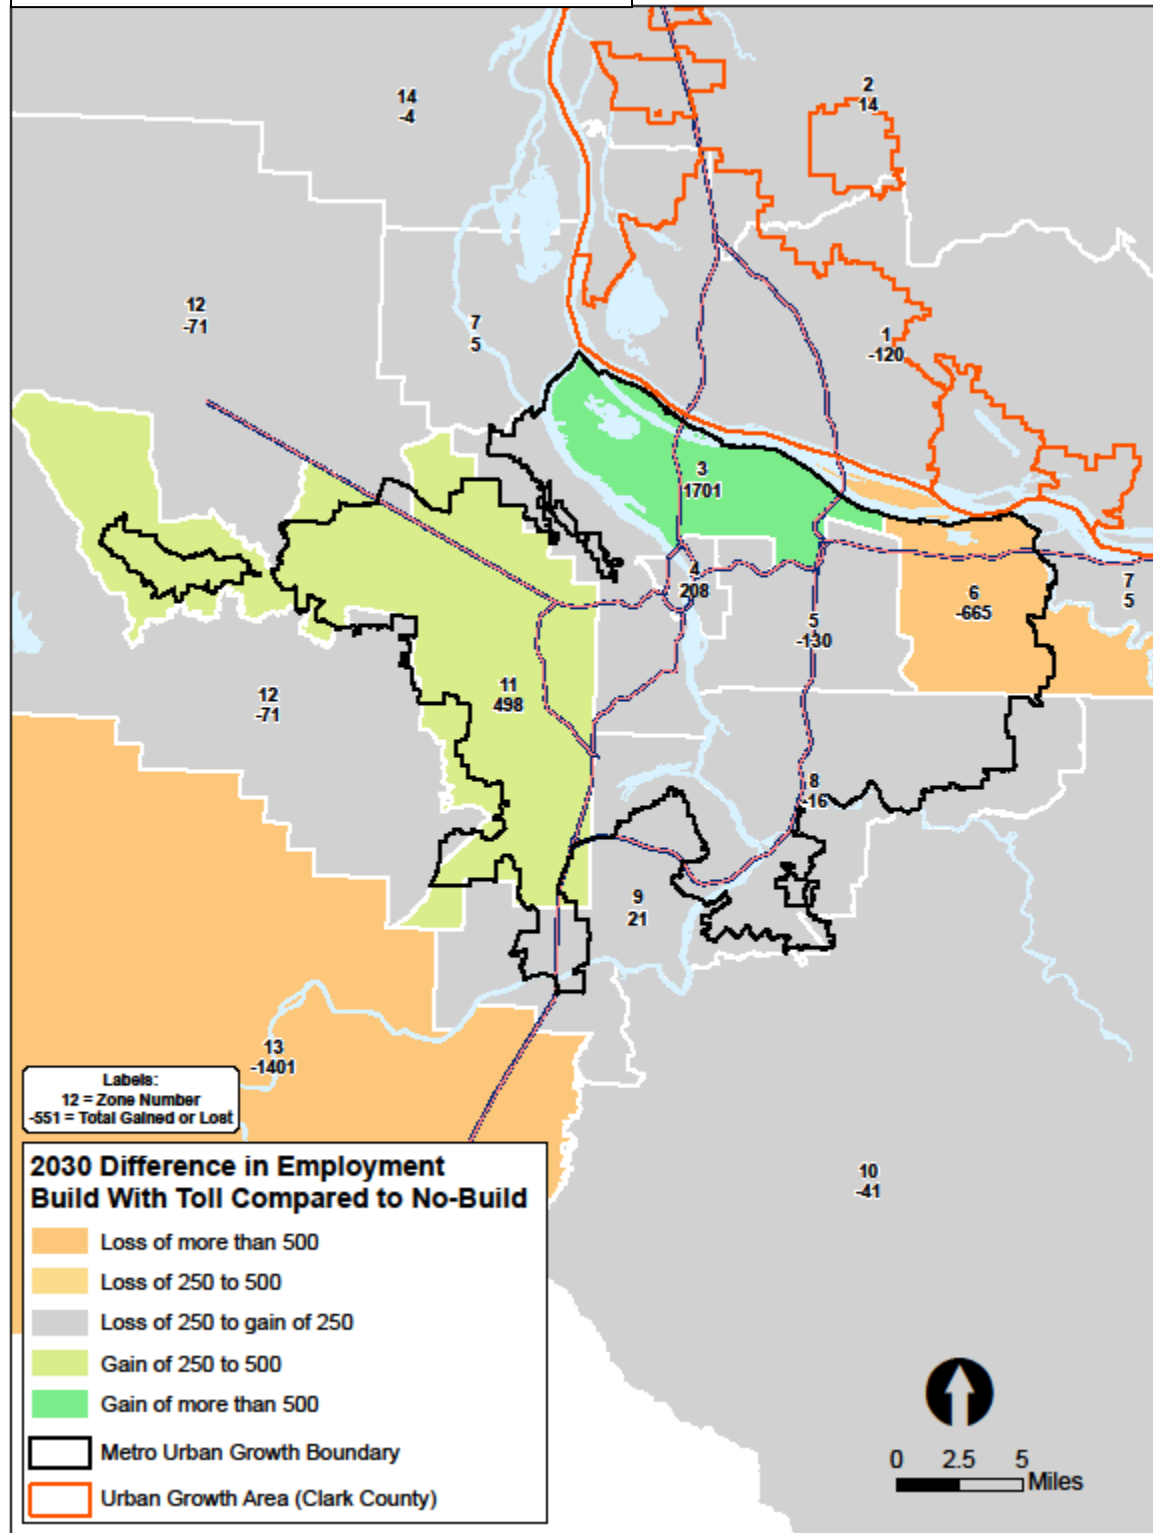 14
-4
2
14
12
-71
7
5
1
-120
3
1701
4
208
5
-130
6
-665
7
5
11
498
12
-71
8
-16
9
21
13
-1401
10
-41
Labels:
12 = Zone Number
-551 = Total Gained or Lost
2030 Difference in Employment
Build With Toll Compared to No-Build
Loss of more than 500
Loss of 250 to 500
Loss of 250 to gain of 250
Gain of 250 to 500
Gain of more than 500
Metro Urban Growth Boundary
Urban Growth Area (Clark County)
0 2.5 5
Miles